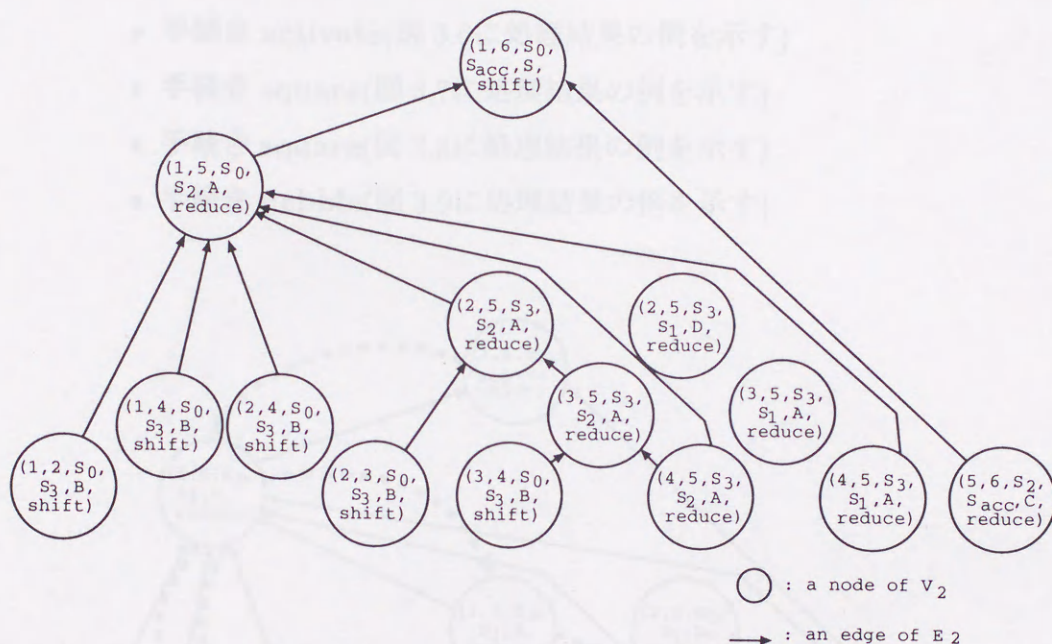 (1,6,S0,
Sacc,S,
shift)
(1,5,S0,
S2,A,
reduce)
(2,5,S3,
S2,A,
reduce)
(2,5,S3,
S1,D,
reduce)
(1,4,S0,
S3,B,
shift)
(2,4,S0,
S3,B,
shift)
(3,5,S3,
S2,A,
reduce)
(3,5,S3,
S1,A,
reduce)
(1,2,S0,
S3,B,
shift)
(2,3,S0,
S3,B,
shift)
(3,4,S0,
S3,B,
shift)
(4,5,S3,
S2,A,
reduce)
(4,5,S3,
S1,A,
reduce)
(5,6,S2,
Sacc,C,
reduce)
: a node of V2
: an edge of E2